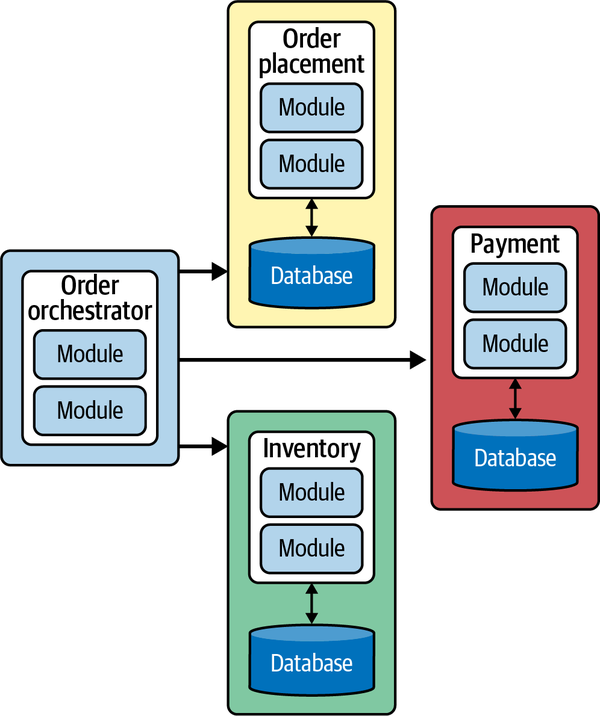 Order
placement
Module
Module
Database
Order
orchestrator
Module
Module
Payment
Module
Module
Database
Inventory
Module
Module
Database